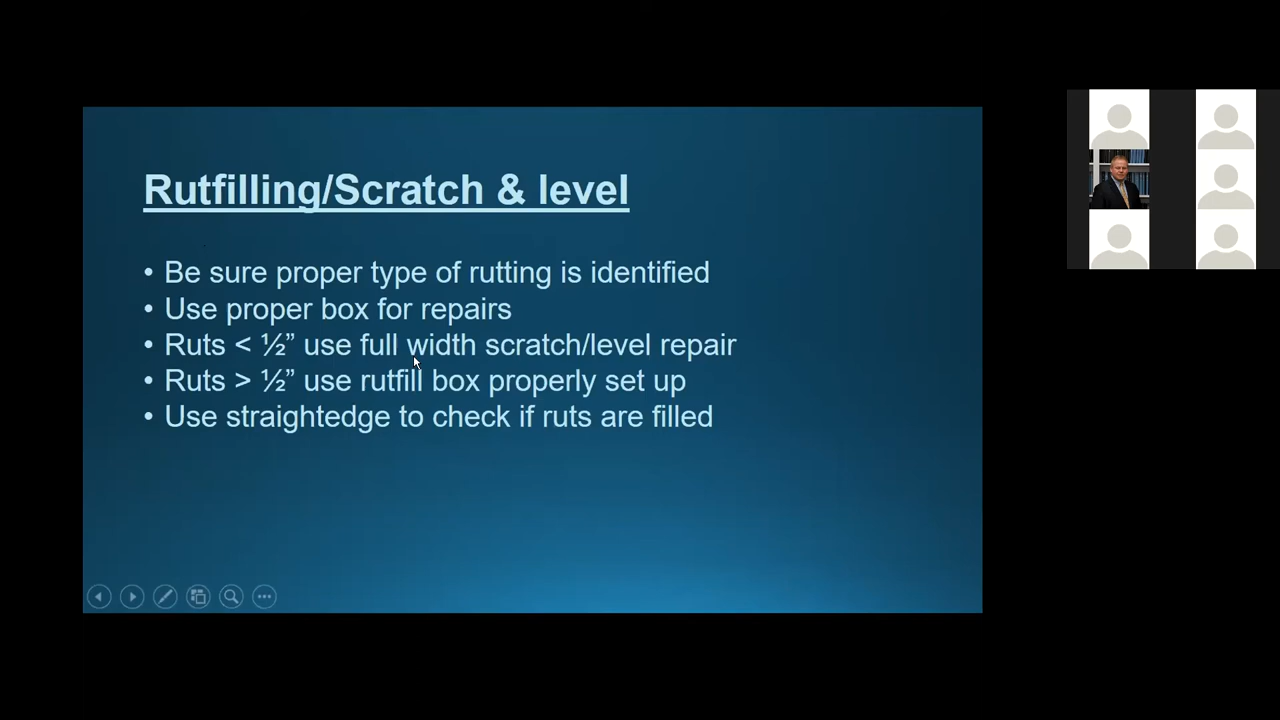 Rutfilling/Scratch & level
• Be sure proper type of rutting is identified
• Use proper box for repairs
• Ruts < ½” use full width scratch/level repair
• Ruts > ½” use rutfill box properly set up
• Use straightedge to check if ruts are filled